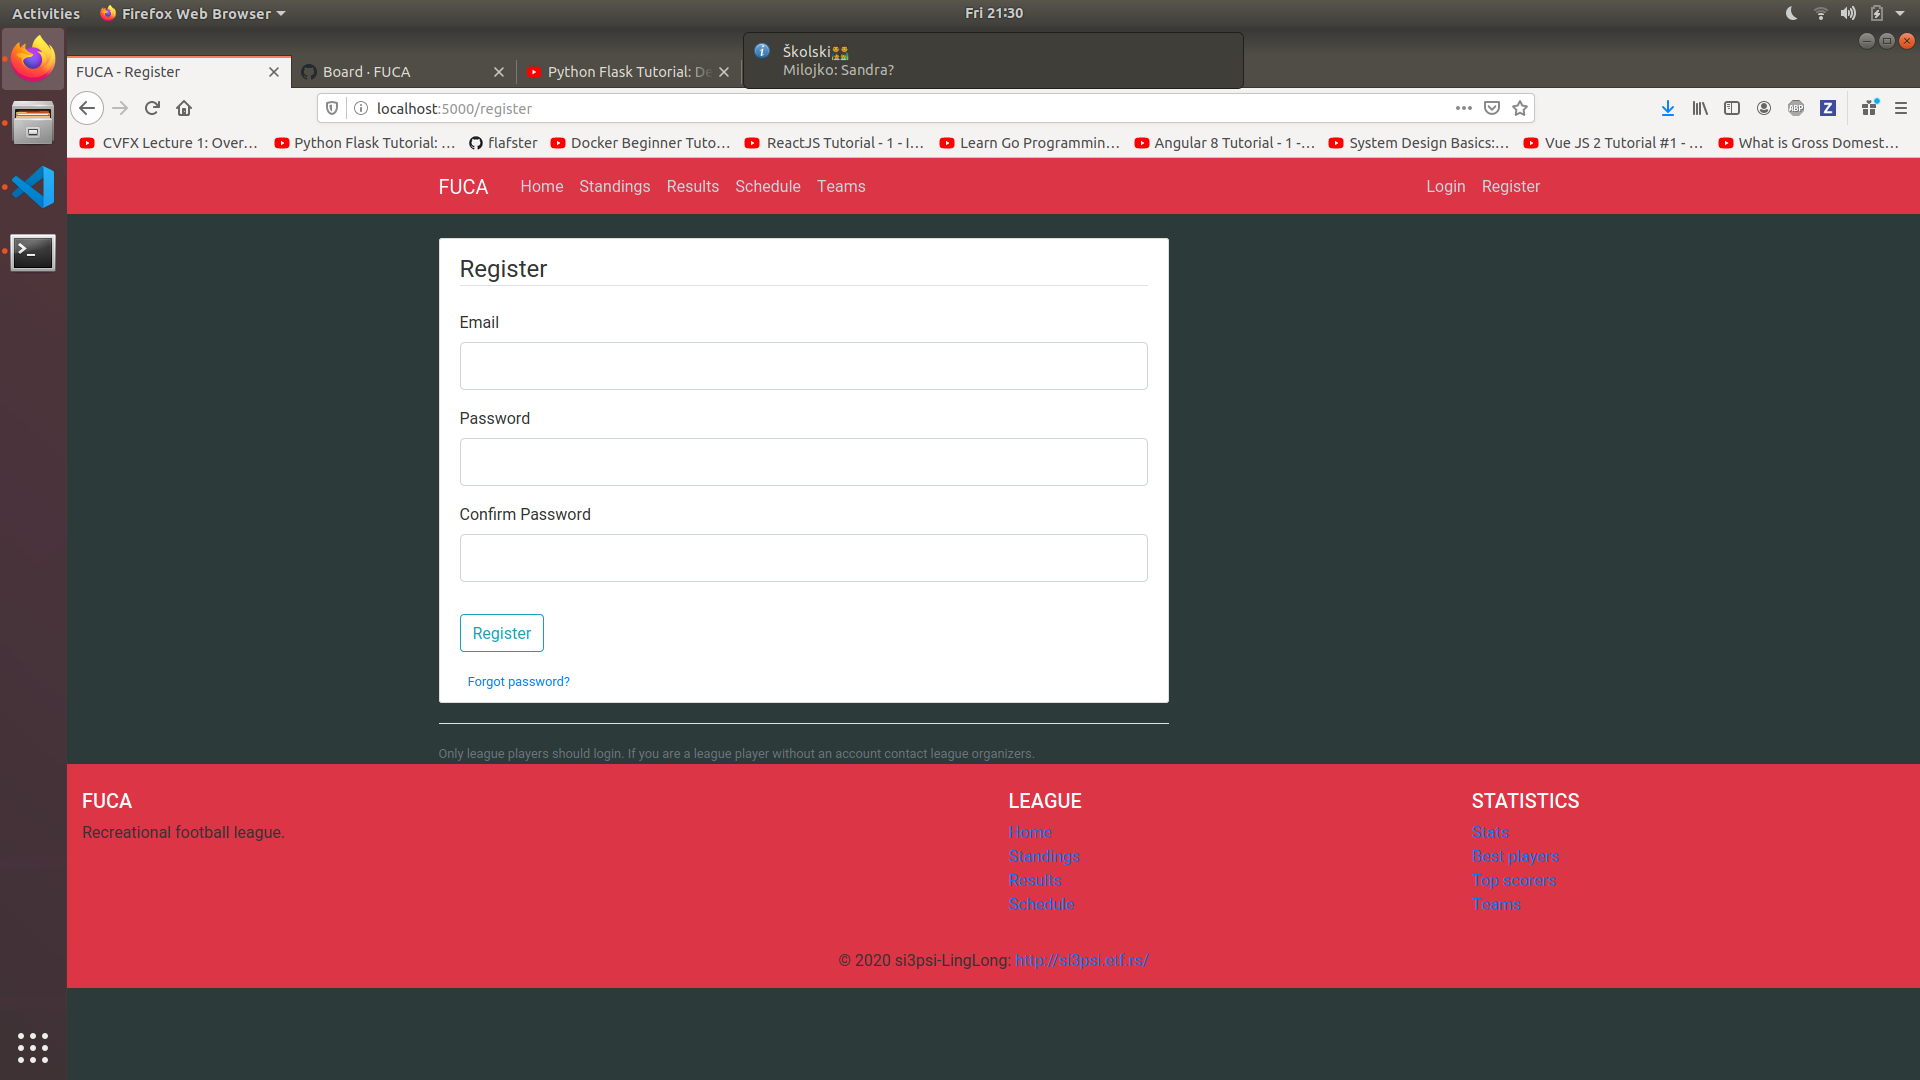 Activities Firefox Web Browser Fri 21:30
Školski
Milojko: Sandra?
FUCA - Register Board · FUCA Python Flask Tutorial: De
localhost:5000/register ABP Z
CVFX Lecture 1: Over… Python Flask Tutorial: … flafster Docker Beginner Tuto… ReactJS Tutorial - 1 - I… Learn Go Programmin… Angular 8 Tutorial - 1 -… System Design Basics:… Vue JS 2 Tutorial #1 - … What is Gross Domest…
FUCA Home Standings Results Schedule Teams Login Register
Register
Email
Password
Confirm Password
Register
Forgot password?
Only league players should login. If you are a league player without an account contact league organizers.
FUCA
Recreational football league.
LEAGUE
Home
Standings
Results
Schedule
STATISTICS
Stats
Best players
Top scorers
Teams
© 2020 si3psi-LingLong: http://si3psi.etf.rs/